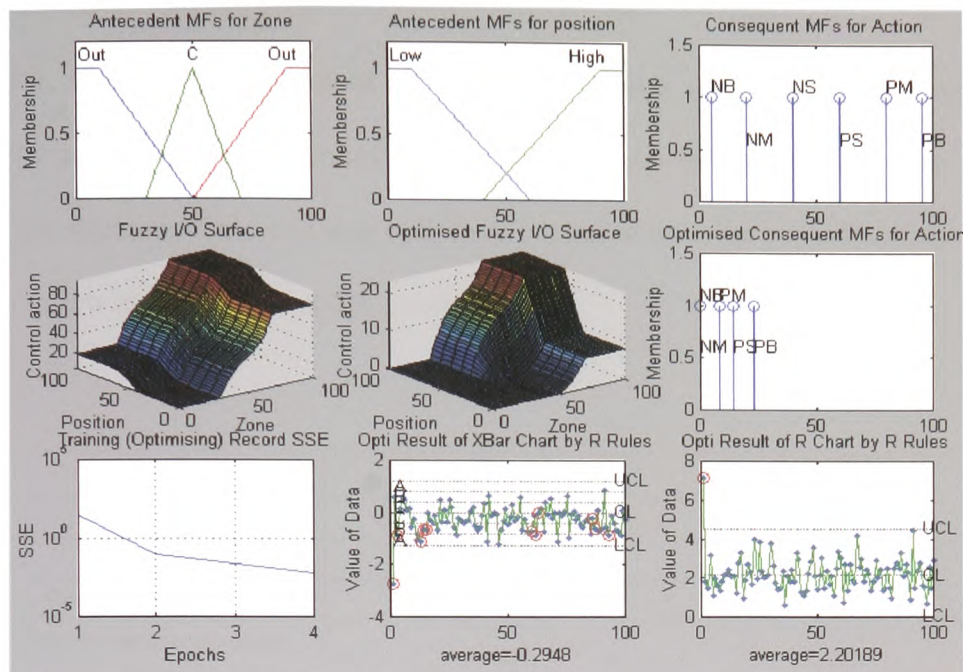 Antecedent MFs for Zone
Out
C
Out
Membership
1
0.5
0
0
50
100
Antecedent MFs for position
Low
High
Membership
1
0.5
0
0
50
100
Consequent MFs for Action
NB
NS
PM
NM
PS
PB
Membership
1.5
1
0.5
0
0
50
100
Fuzzy I/O Surface
Control action
80
60
40
20
100
50
0
Position
0
50
100
Zone
Optimised Fuzzy I/O Surface
Control action
20
10
0
100
50
0
Position
0
50
100
Zone
Optimised Consequent MFs for Action
NB
PM
NM
PS
PB
Membership
1.5
1
0.5
0
0
50
100
Training (Optimising) Record SSE
SSE
10^5
10^0
10^-5
1
2
3
4
Epochs
Opti Result of XBar Chart by R Rules
Value of Data
2
0
-2
-4
A
B
C
B
A
UCL
CL
LCL
0
50
100
average=-0.2948
Opti Result of R Chart by R Rules
Value of Data
8
6
4
2
0
UCL
CL
LCL
0
50
100
average=2.20189